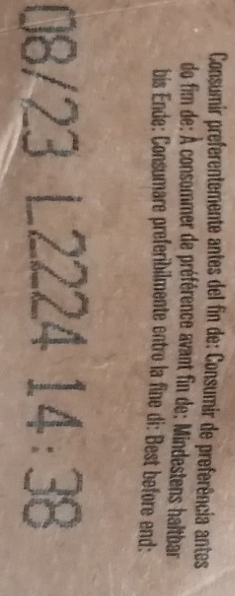 Consumir preferentemente antes del fin de: Consumir de preferência antes
do fim de: À consommer de préférence avant fin de: Mindestens haltbar
bis Ende: Consumare preferibilmente entro la fine di: Best before end:
08/23 L2224 14:38